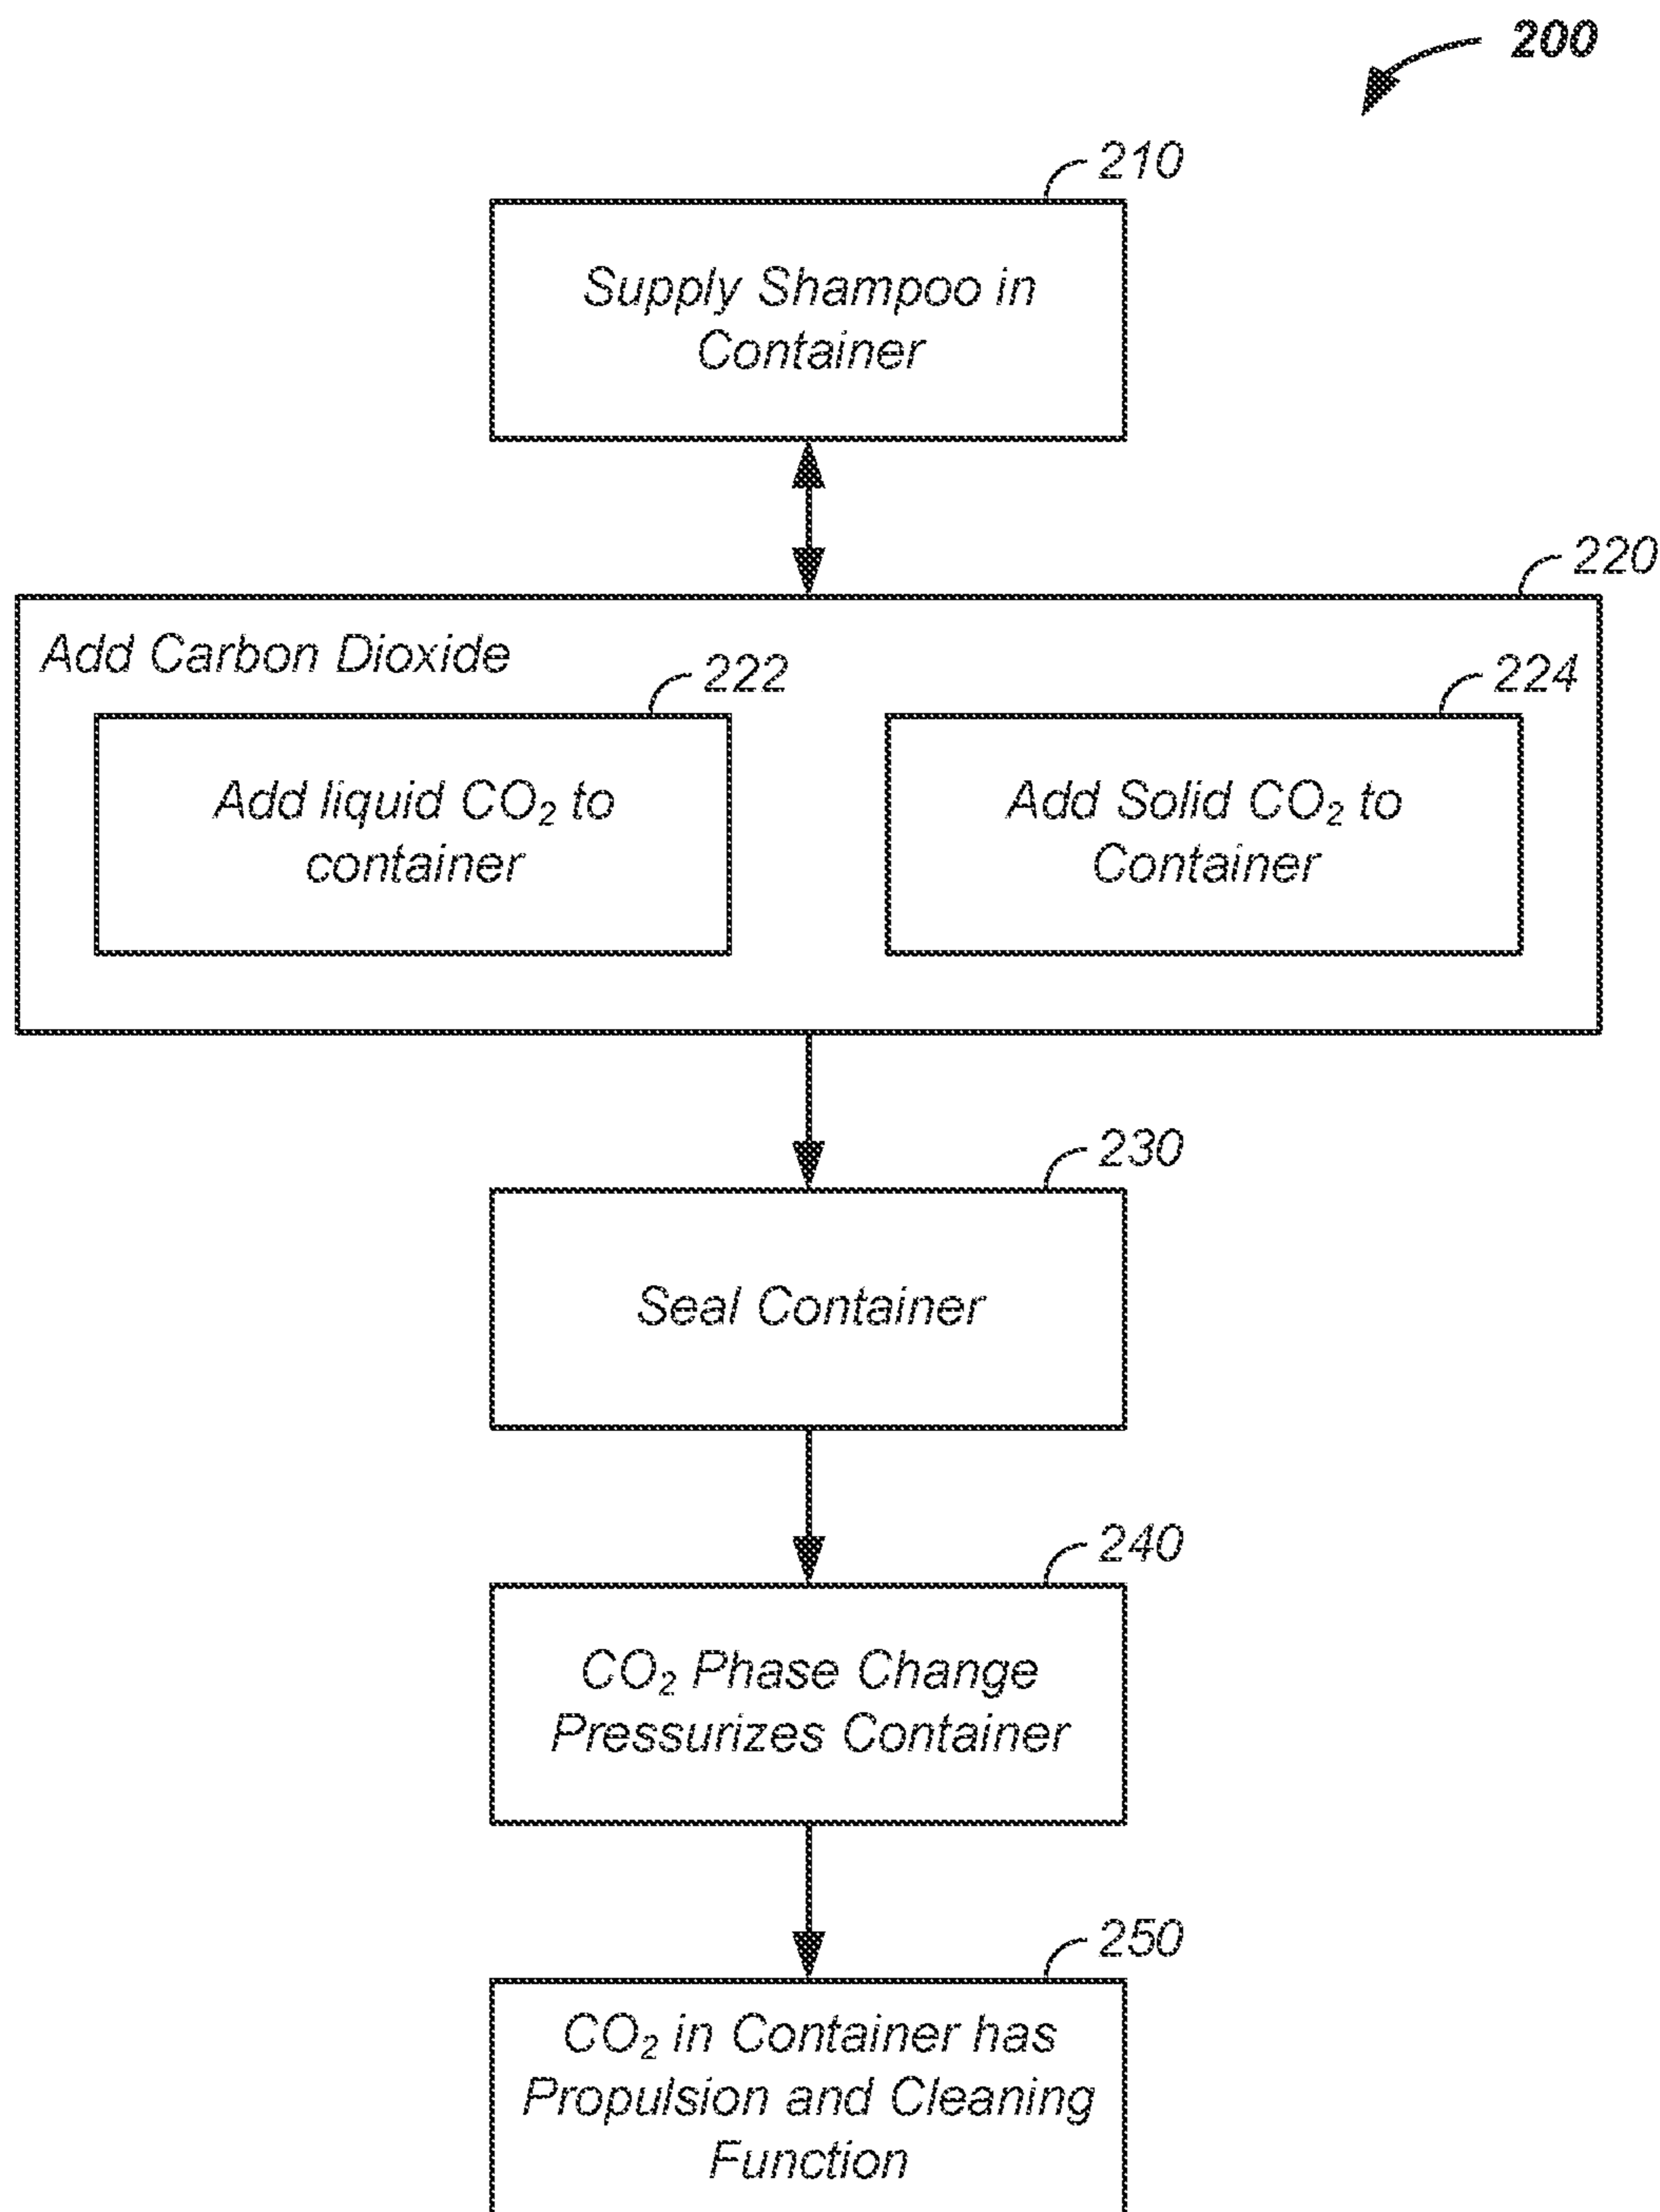 200
210
Supply Shampoo in
Container
220
Add Carbon Dioxide
222
224
Add liquid CO₂ to
container
Add Solid CO₂ to
Container
230
Seal Container
240
CO₂ Phase Change
Pressurizes Container
250
CO₂ in Container has
Propulsion and Cleaning
Function